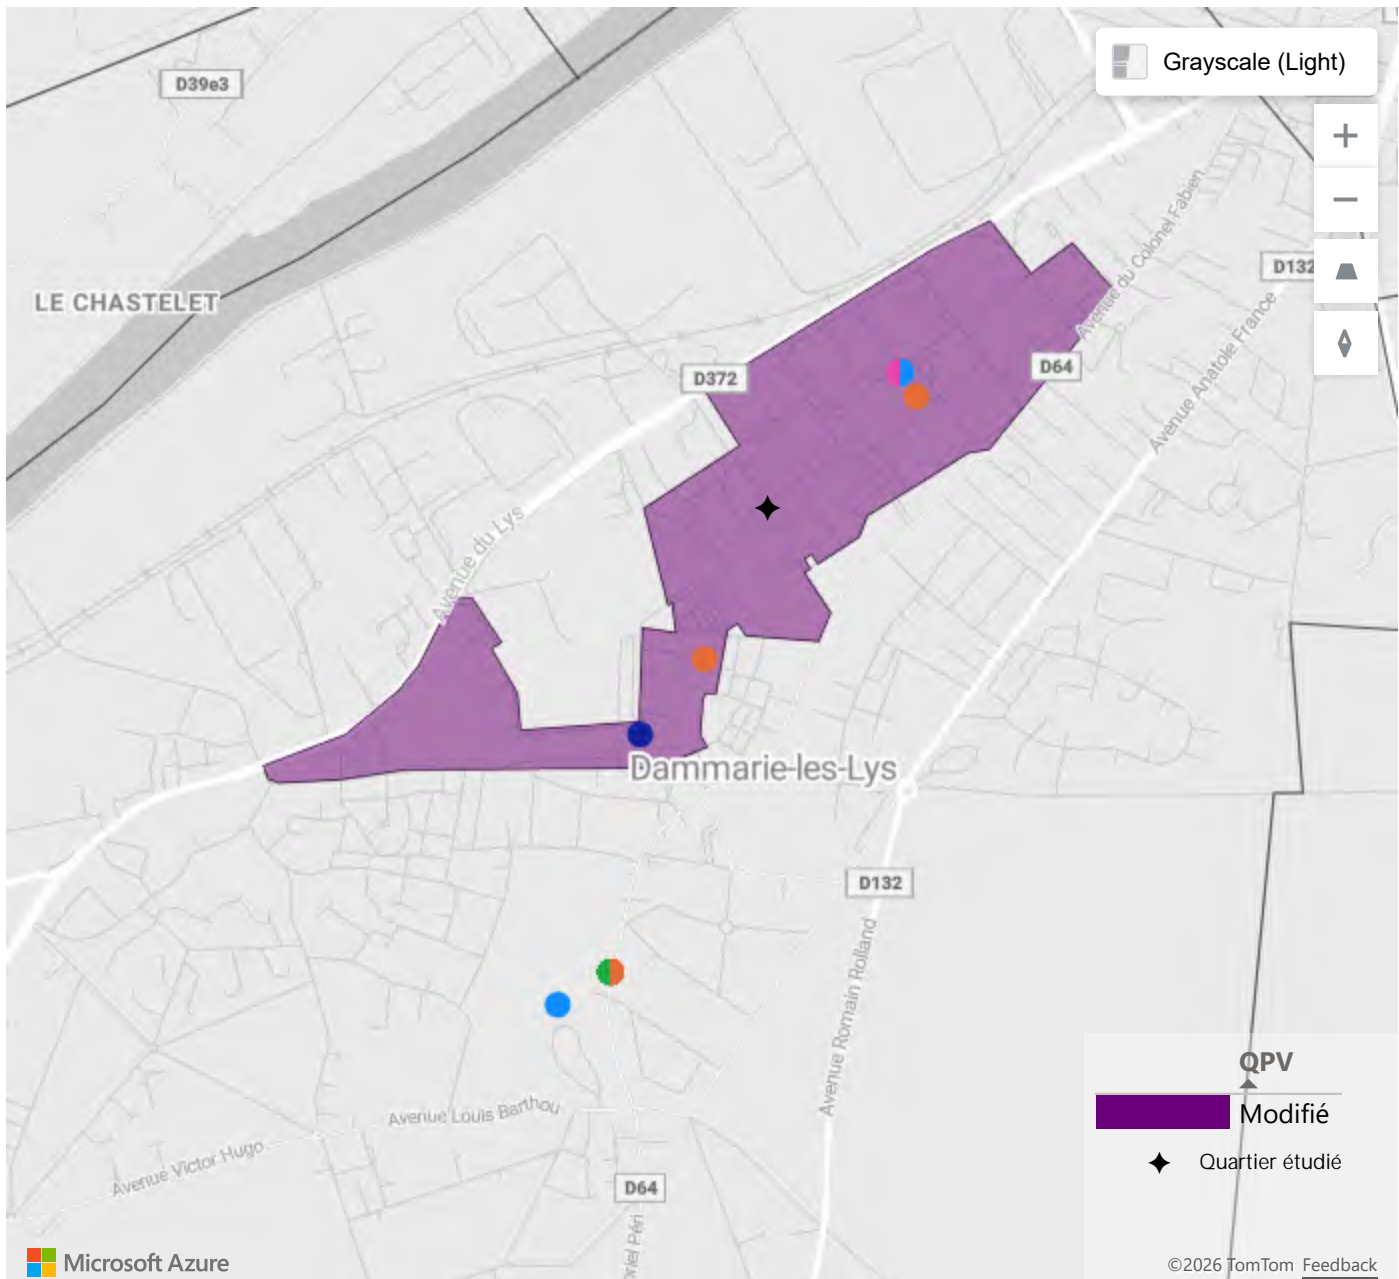 Grayscale (Light)
D39e3
Avenue du Colonel Fabien
D132
LE CHASTELET
Avenue Anatole France
D64
D372
Avenue du Lys
Dammarie-les-Lys
D132
Avenue Romain Rolland
QPV
Modifié
Avenue Louis Barthou
Quartier étudié
Avenue Victor Hugo
D64
riel Péri
Microsoft Azure
©2026 TomTom Feedback